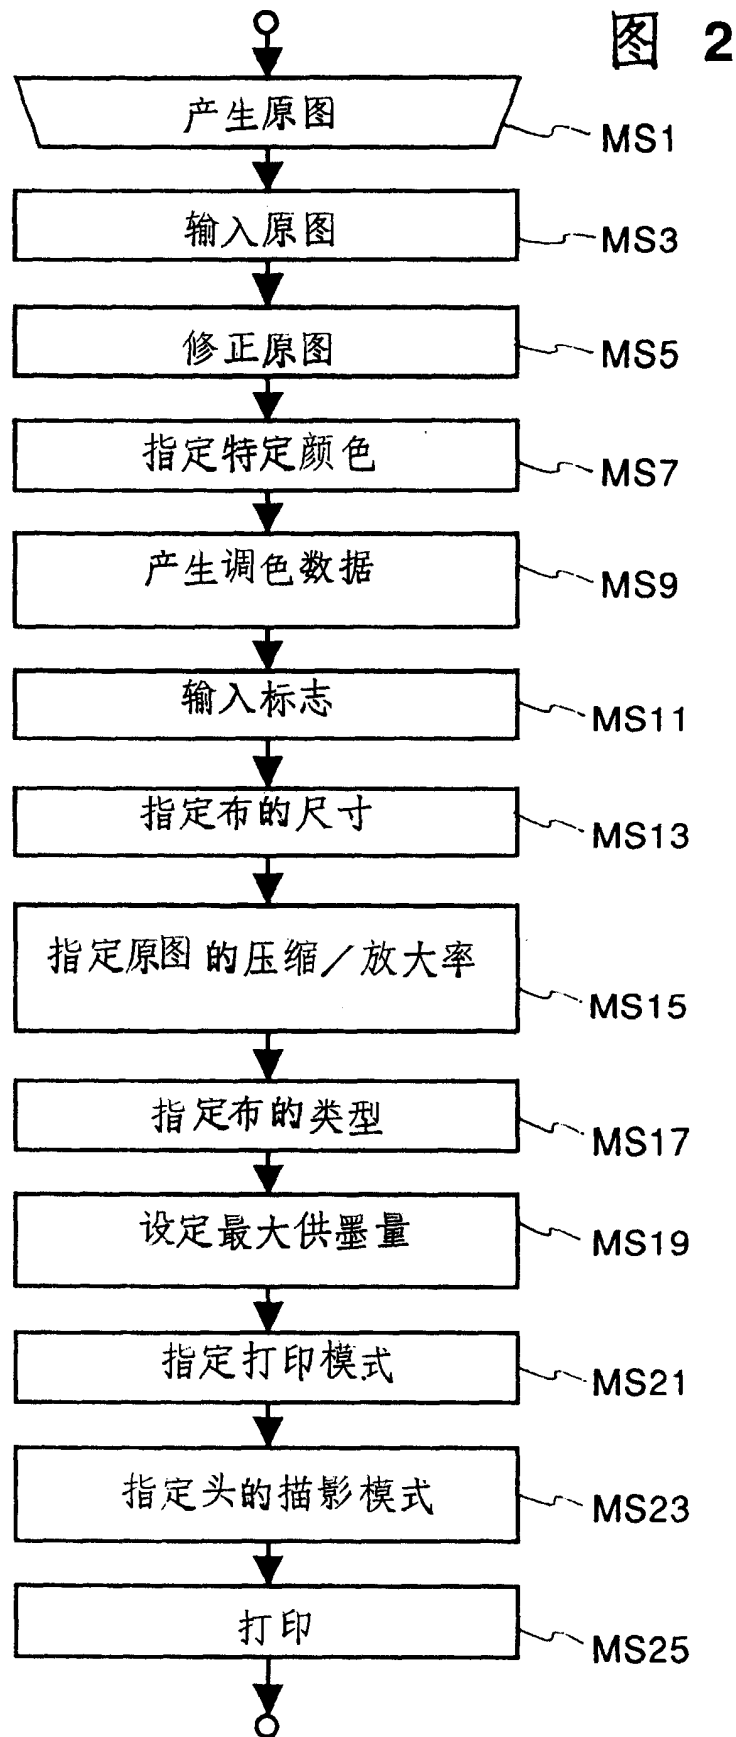 图 2
产生原图
MS1
输入原图
MS3
修正原图
MS5
指定特定颜色
MS7
产生调色数据
MS9
输入标志
MS11
指定布的尺寸
MS13
指定原图的压缩/放大率
MS15
指定布的类型
MS17
设定最大供墨量
MS19
指定打印模式
MS21
指定头的描影模式
MS23
打印
MS25